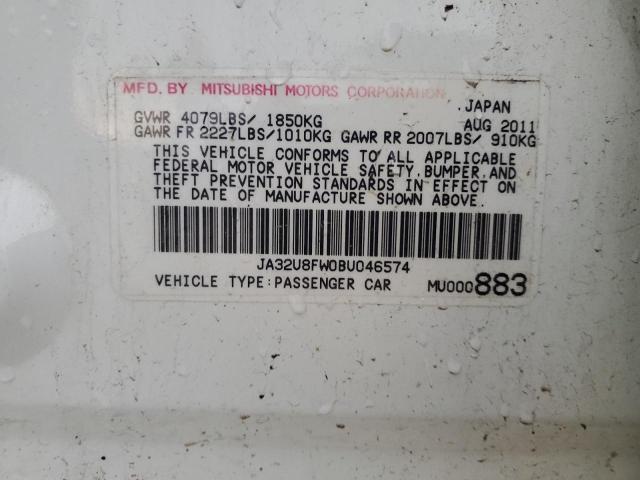 MFD. BY MITSUBISHI MOTORS CORPORATION, JAPAN
GVWR 4079LBS/ 1850KG AUG 2011
GAWR FR 2227LBS/1010KG GAWR RR 2007LBS/ 910KG
THIS VEHICLE CONFORMS TO ALL APPLICABLE
FEDERAL MOTOR VEHICLE SAFETY, BUMPER, AND
THEFT PREVENTION STANDARDS IN EFFECT ON
THE DATE OF MANUFACTURE SHOWN ABOVE.
JA32U8FW0BU046574
VEHICLE TYPE:PASSENGER CAR MU000883